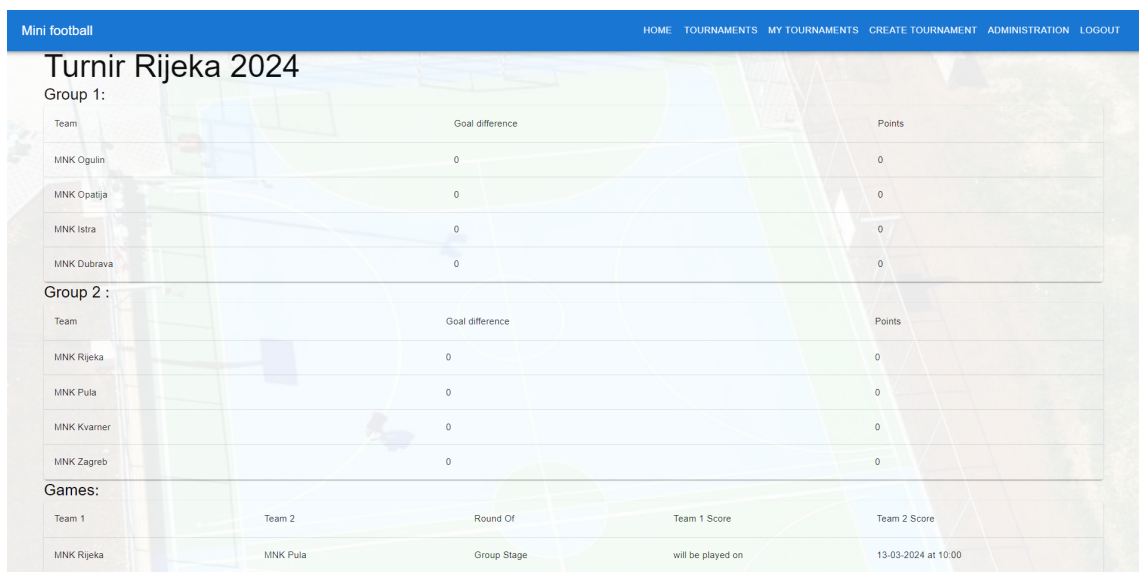 Mini football HOME TOURNAMENTS MY TOURNAMENTS CREATE TOURNAMENT ADMINISTRATION LOGOUT
Turnir Rijeka 2024
Group 1:
Team Goal difference Points
MNK Ogulin 0 0
MNK Opatija 0 0
MNK Istra 0 0
MNK Dubrava 0 0
Group 2 :
Team Goal difference Points
MNK Rijeka 0 0
MNK Pula 0 0
MNK Kvarner 0 0
MNK Zagreb 0 0
Games:
Team 1 Team 2 Round Of Team 1 Score Team 2 Score
MNK Rijeka MNK Pula Group Stage will be played on 13-03-2024 at 10:00